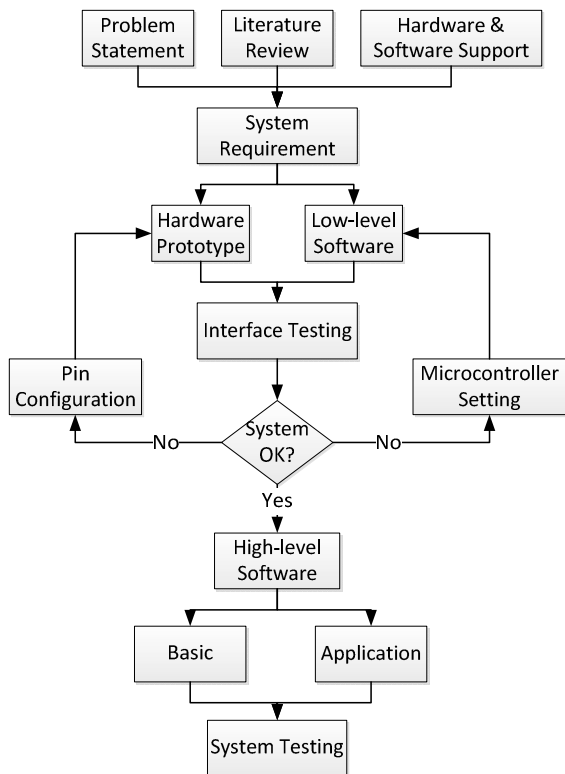 Problem
Statement
Literature
Review
Hardware &
Software Support
System
Requirement
Hardware
Prototype
Low-level
Software
Interface Testing
Pin
Configuration
Microcontroller
Setting
System
OK?
No
No
Yes
High-level
Software
Basic
Application
System Testing